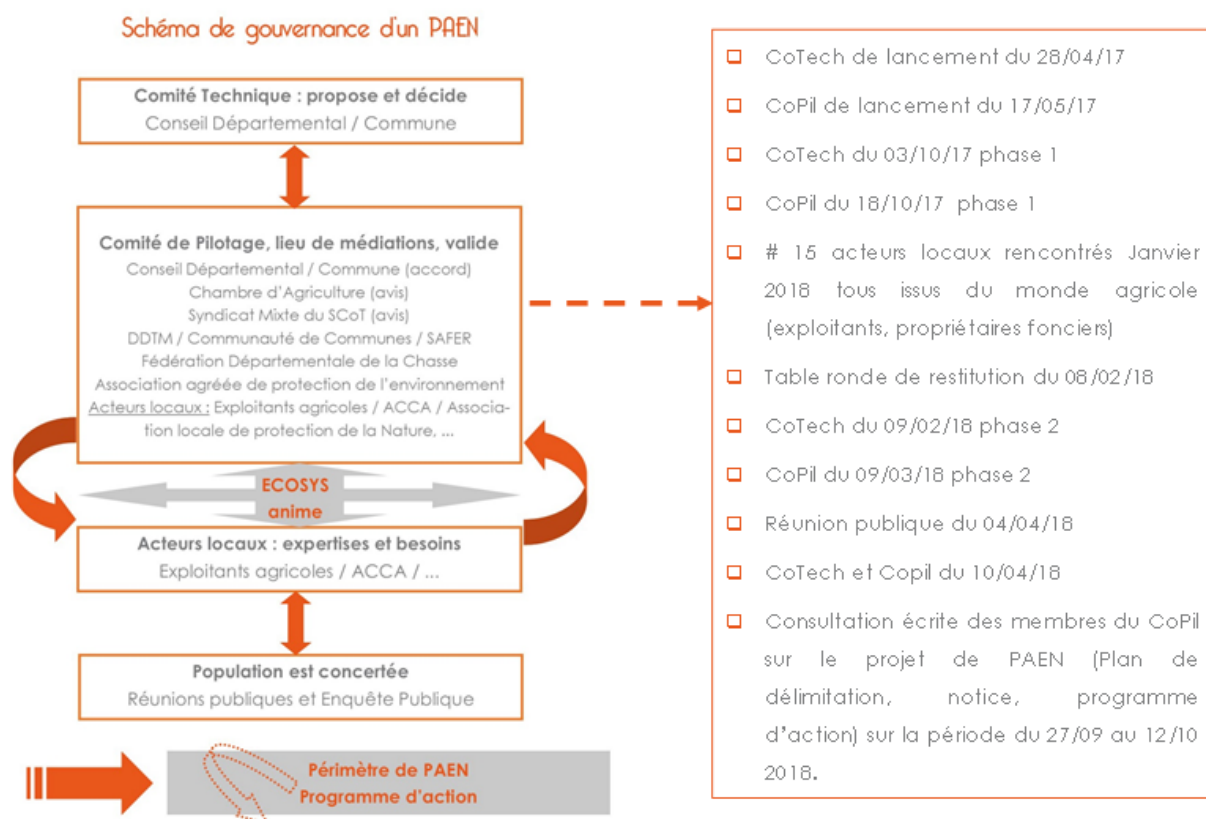 Schéma de gouvernance d'un PAEN
Comité Technique : propose et décide
Conseil Départemental / Commune
Comité de Pilotage, lieu de médiations, valide
Conseil Départemental / Commune (accord)
Chambre d'Agriculture (avis)
Syndicat Mixte du SCoT (avis)
DDTM / Communauté de Communes / SAFER
Fédération Départementale de la Chasse
Association agréée de protection de l'environnement
Acteurs locaux : Exploitants agricoles / ACCA / Associa-
tion locale de protection de la Nature, ...
ECOSYS
anime
Acteurs locaux : expertises et besoins
Exploitants agricoles / ACCA / ...
Population est concertée
Réunions publiques et Enquête Publique
Périmètre de PAEN
Programme d'action
CoTech de lancement du 28/04/17
CoPil de lancement du 17/05/17
CoTech du 03/10/17 phase 1
CoPil du 18/10/17 phase 1
# 15 acteurs locaux rencontrés Janvier
2018 tous issus du monde agricole
(exploitants, propriétaires fonciers)
Table ronde de restitution du 08/02/18
CoTech du 09/02/18 phase 2
CoPil du 09/03/18 phase 2
Réunion publique du 04/04/18
CoTech et Copil du 10/04/18
Consultation écrite des membres du CoPil
sur le projet de PAEN (Plan de
délimitation, notice, programme
d'action) sur la période du 27/09 au 12/10
2018.